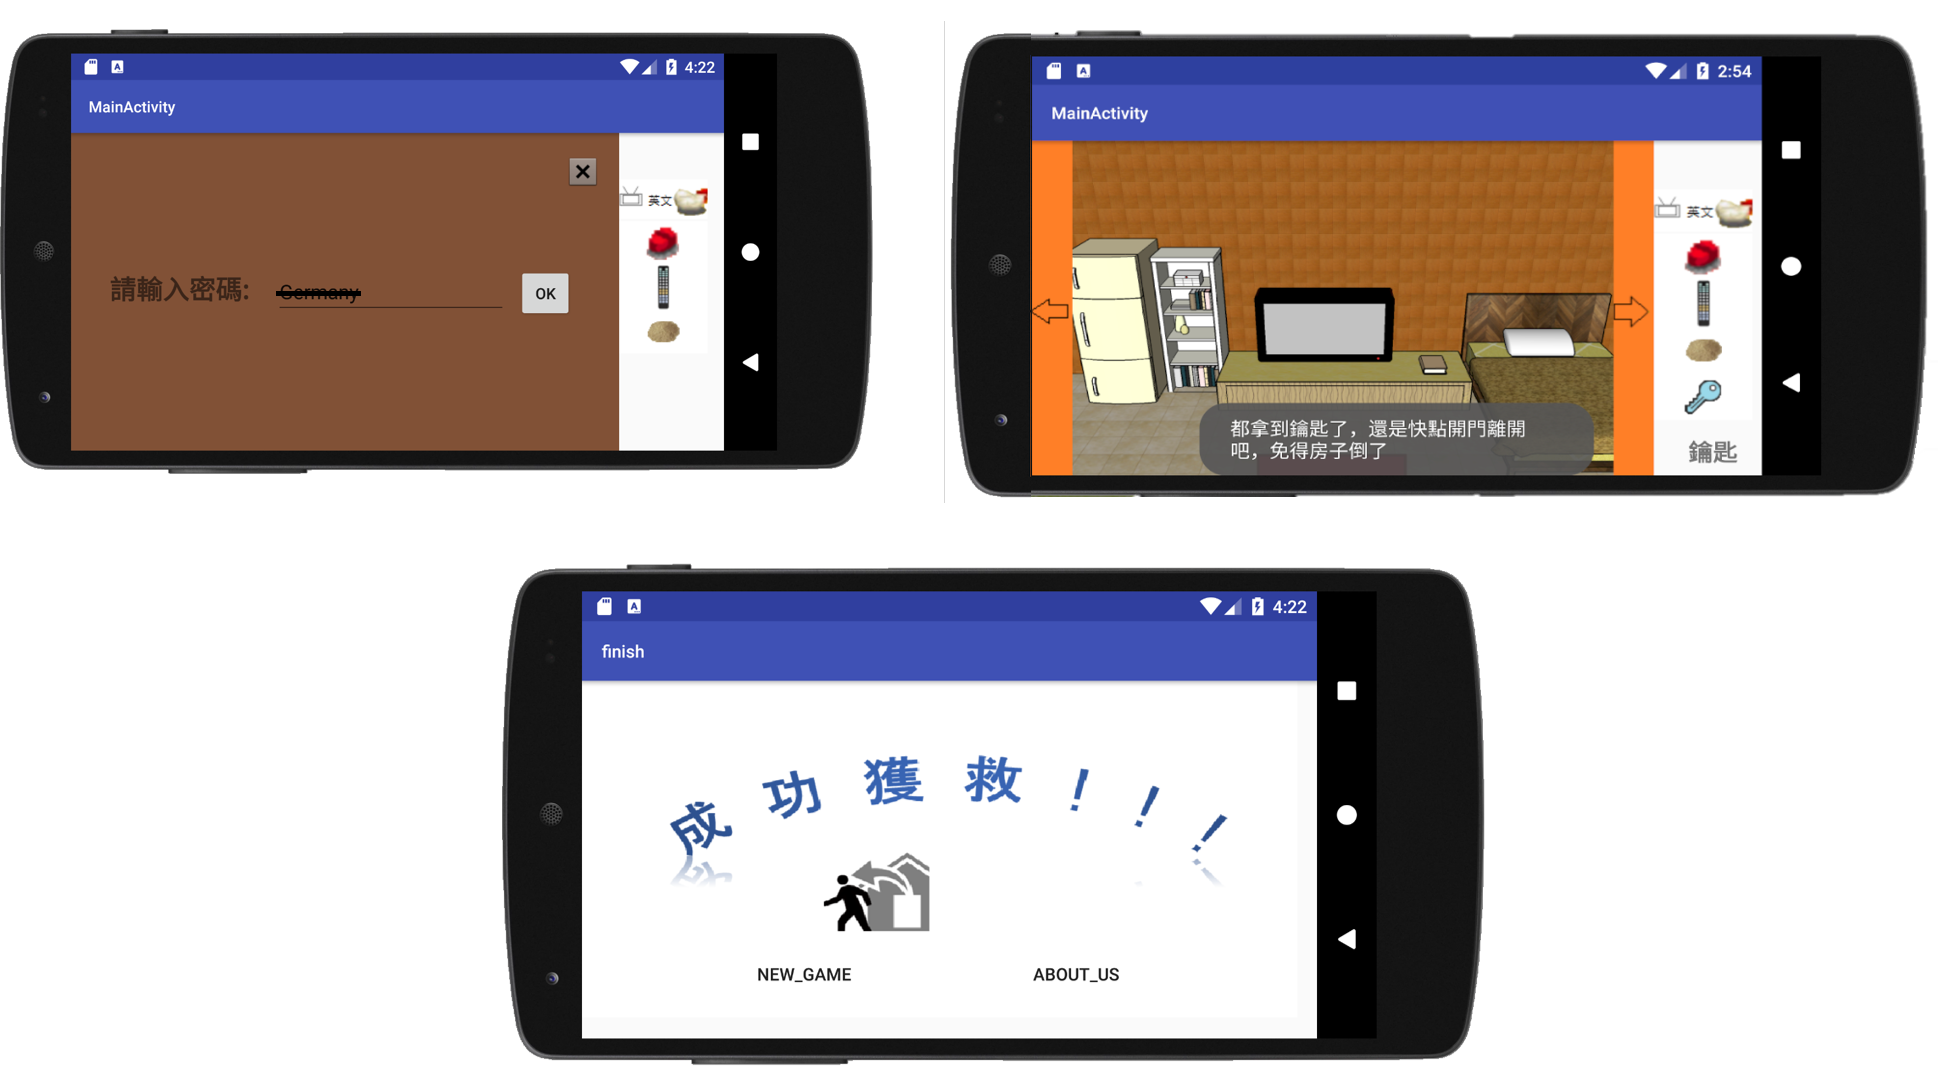 4:22
MainActivity
英文
請輸入密碼:
Germany
OK
2:54
MainActivity
英文
都拿到鑰匙了，還是快點開門離開
吧，免得房子倒了
鑰匙
4:22
finish
成功獲救！！！
NEW_GAME
ABOUT_US